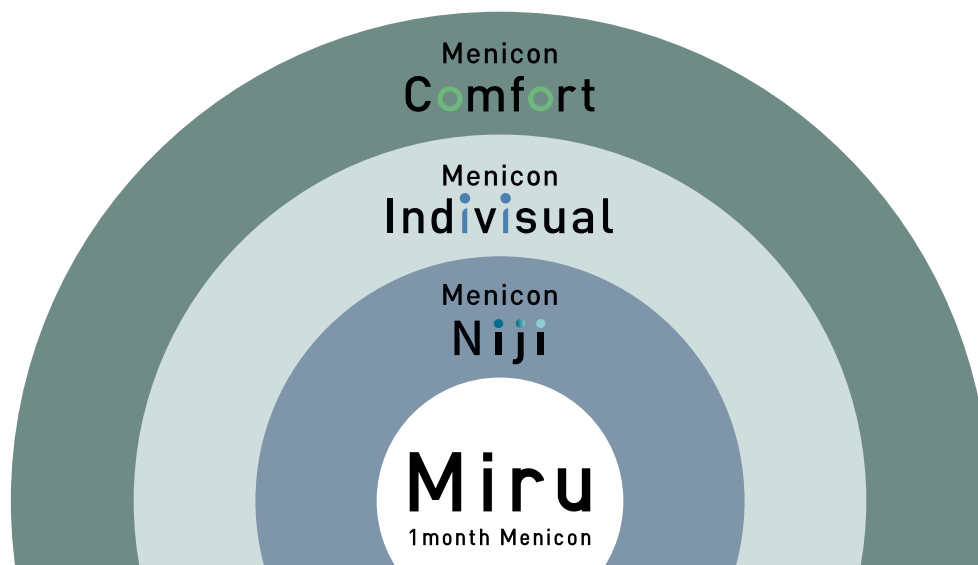 Menicon
Comfort
Menicon
Indivisual
Menicon
Niji
Miru
1month Menicon